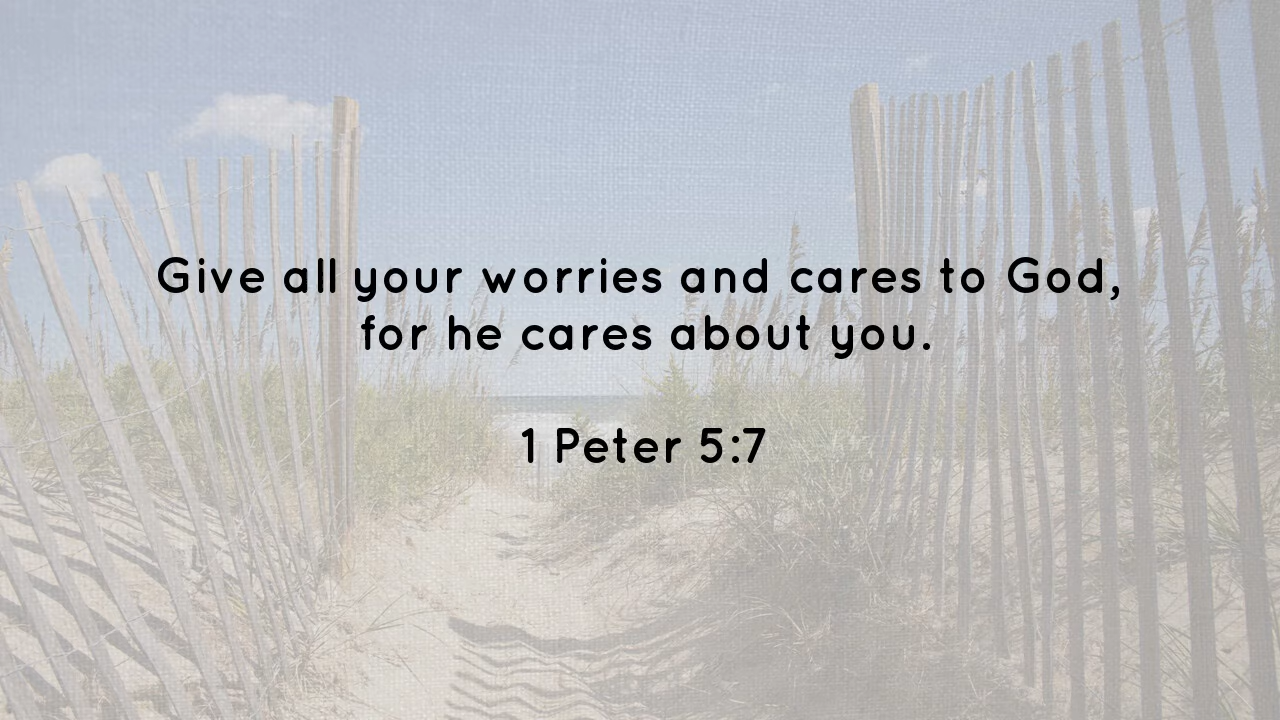 Give all your worries and cares to God,
for he cares about you.
1 Peter 5:7